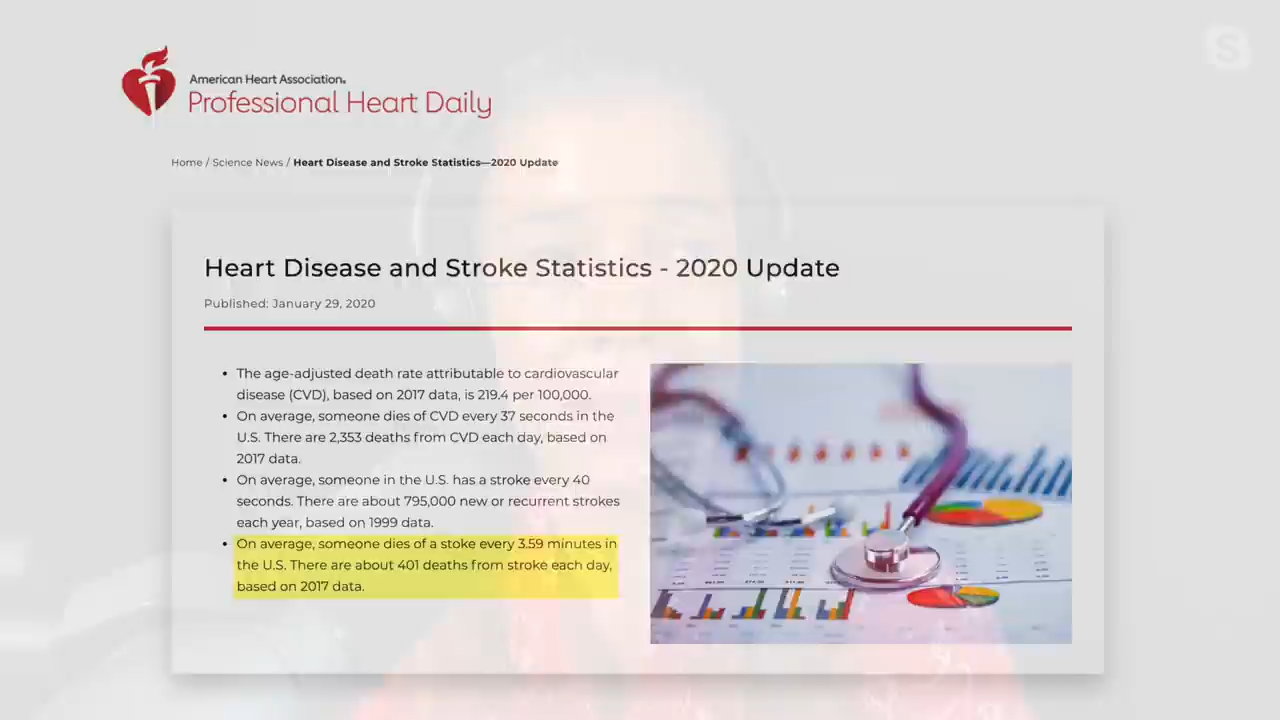 American Heart Association®
Professional Heart Daily
Home / Science News / Heart Disease and Stroke Statistics—2020 Update
Heart Disease and Stroke Statistics - 2020 Update
Published: January 29, 2020
• The age-adjusted death rate attributable to cardiovascular
disease (CVD), based on 2017 data, is 219.4 per 100,000.
• On average, someone dies of CVD every 37 seconds in the
U.S. There are 2,353 deaths from CVD each day, based on
2017 data.
• On average, someone in the U.S. has a stroke every 40
seconds. There are about 795,000 new or recurrent strokes
each year, based on 1999 data.
• On average, someone dies of a stoke every 3.59 minutes in
the U.S. There are about 401 deaths from stroke each day,
based on 2017 data.